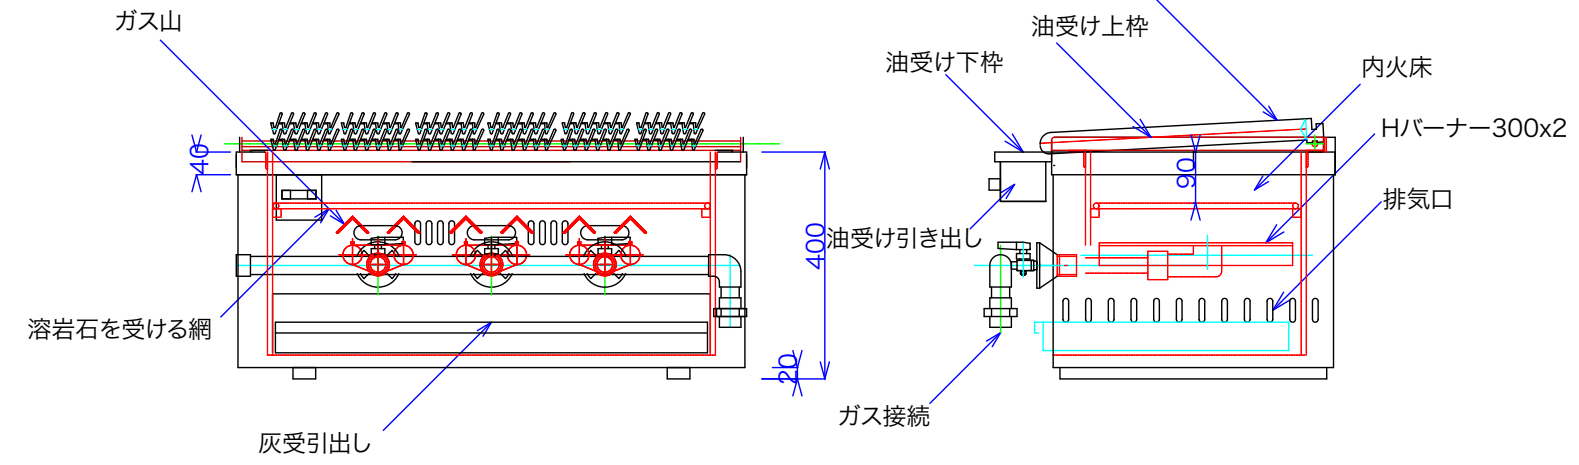 ガス山
油受け上枠
油受け下枠
内火床
Hバーナー300x2
40
90
排気口
400
油受け引き出し
溶岩石を受ける網
20
ガス接続
灰受引出し